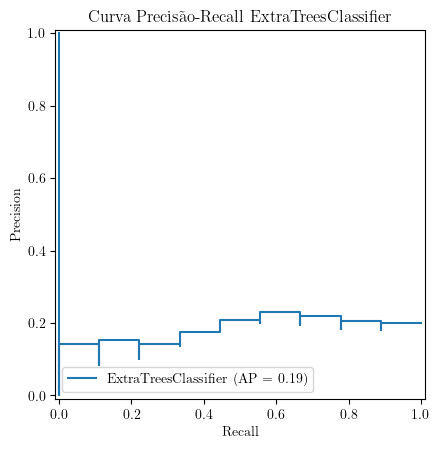 Curva Precisão-Recall ExtraTreesClassifier
1.0
0.8
0.6
0.4
0.2
0.0
Precision
ExtraTreesClassifier (AP = 0.19)
0.0 0.2 0.4 0.6 0.8 1.0
Recall